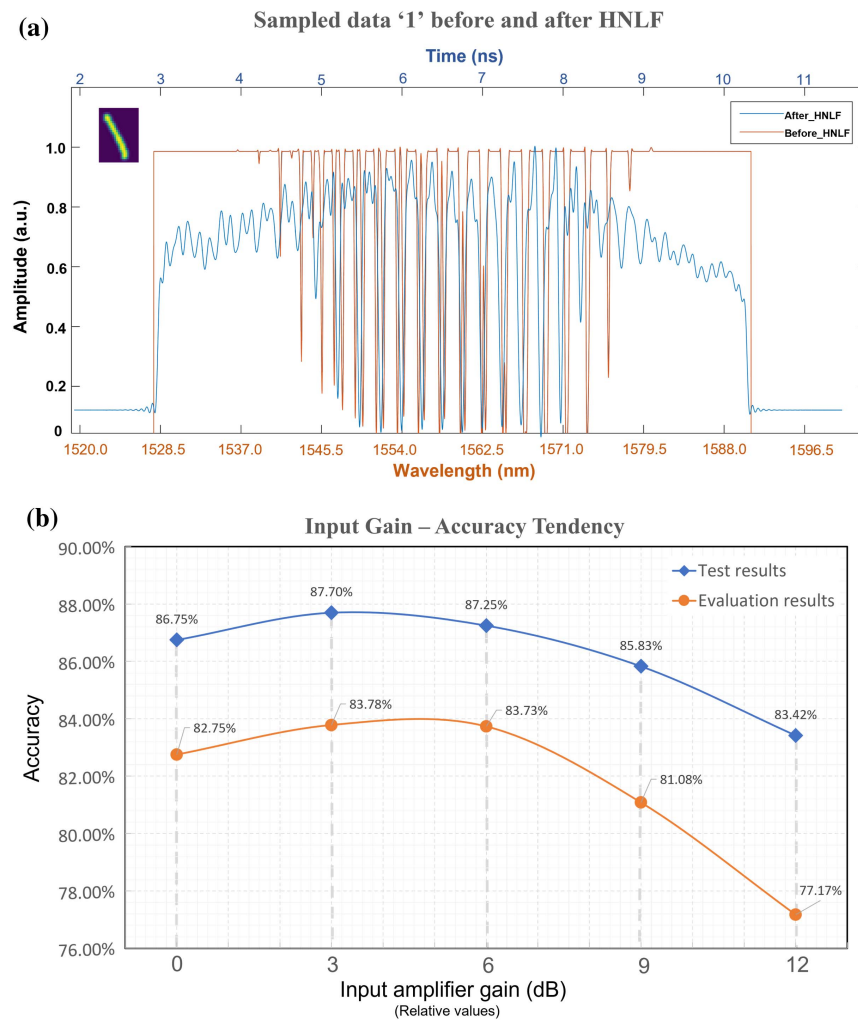 (a)
Sampled data ‘1’ before and after HNLF
Time (ns)
2 3 4 5 6 7 8 9 10 11
After_HNLF
Before_HNLF
Amplitude (a.u.)
1.0
0.8
0.6
0.4
0.2
0
1520.0 1528.5 1537.0 1545.5 1554.0 1562.5 1571.0 1579.5 1588.0 1596.5
Wavelength (nm)
(b)
Input Gain – Accuracy Tendency
Accuracy
90.00%
88.00%
86.00%
84.00%
82.00%
80.00%
78.00%
76.00%
Test results
Evaluation results
86.75%
87.70%
87.25%
85.83%
83.42%
82.75%
83.78%
83.73%
81.08%
77.17%
0 3 6 9 12
Input amplifier gain (dB)
(Relative values)